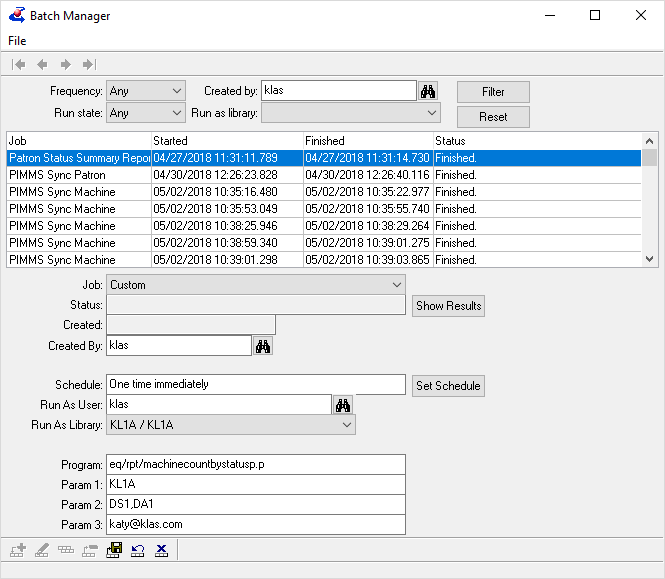 Batch Manager
File
Frequency: Any Created by: klas Filter
Run state: Any Run as library: Reset
Job Started Finished Status
Patron Status Summary Repor 04/27/2018 11:31:11.789 04/27/2018 11:31:14.730 Finished.
PIMMS Sync Patron 04/30/2018 12:26:23.828 04/30/2018 12:26:40.116 Finished.
PIMMS Sync Machine 05/02/2018 10:35:16.480 05/02/2018 10:35:22.977 Finished.
PIMMS Sync Machine 05/02/2018 10:35:53.049 05/02/2018 10:35:55.740 Finished.
PIMMS Sync Machine 05/02/2018 10:38:25.946 05/02/2018 10:38:29.264 Finished.
PIMMS Sync Machine 05/02/2018 10:38:59.340 05/02/2018 10:39:01.275 Finished.
PIMMS Sync Machine 05/02/2018 10:39:01.298 05/02/2018 10:39:03.865 Finished.
Job: Custom
Status: Show Results
Created:
Created By: klas
Schedule: One time immediately Set Schedule
Run As User: klas
Run As Library: KL1A / KL1A
Program: eq/rpt/machinecountbystatusp.p
Param 1: KL1A
Param 2: DS1,DA1
Param 3: katy@klas.com